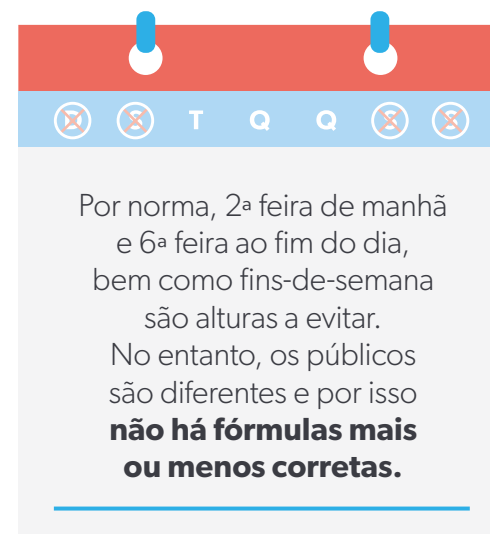 D S T Q Q S S
Por norma, 2ª feira de manhã
e 6ª feira ao fim do dia,
bem como fins-de-semana
são alturas a evitar.
No entanto, os públicos
são diferentes e por isso
não há fórmulas mais
ou menos corretas.